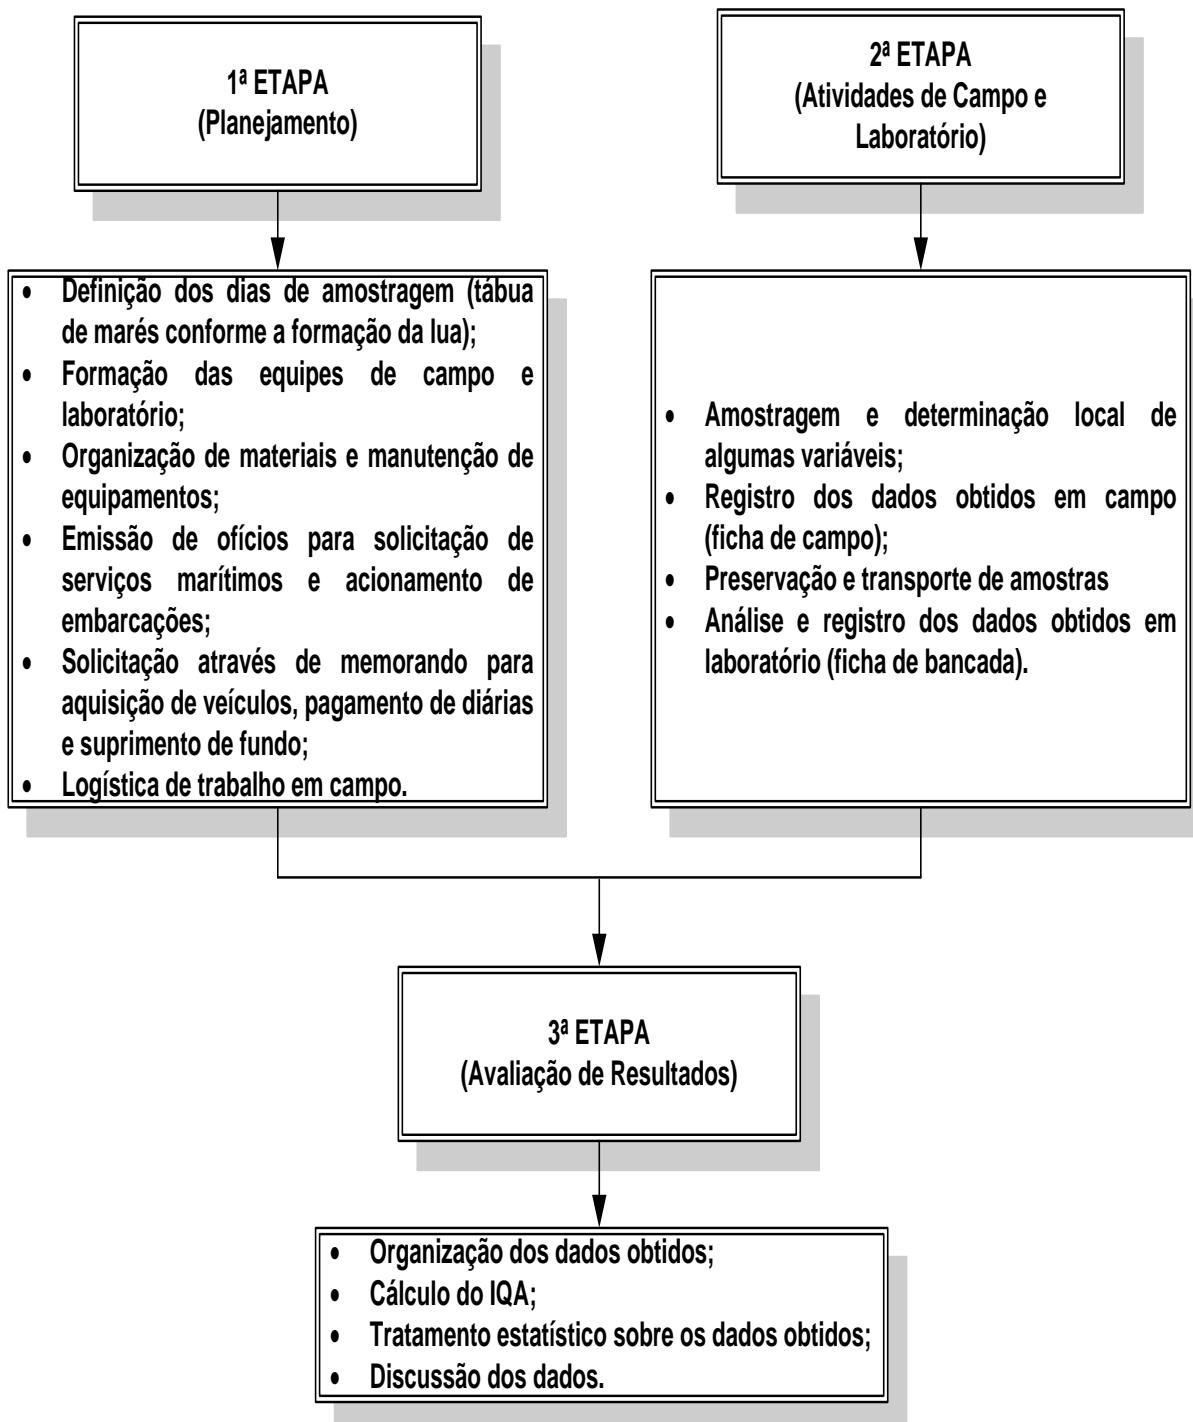 1ª ETAPA
(Planejamento)
2ª ETAPA
(Atividades de Campo e
Laboratório)
• Definição dos dias de amostragem (tábua
de marés conforme a formação da lua);
• Formação das equipes de campo e
laboratório;
• Organização de materiais e manutenção de
equipamentos;
• Emissão de ofícios para solicitação de
serviços marítimos e acionamento de
embarcações;
• Solicitação através de memorando para
aquisição de veículos, pagamento de diárias
e suprimento de fundo;
• Logística de trabalho em campo.
• Amostragem e determinação local de
algumas variáveis;
• Registro dos dados obtidos em campo
(ficha de campo);
• Preservação e transporte de amostras
• Análise e registro dos dados obtidos em
laboratório (ficha de bancada).
3ª ETAPA
(Avaliação de Resultados)
• Organização dos dados obtidos;
• Cálculo do IQA;
• Tratamento estatístico sobre os dados obtidos;
• Discussão dos dados.